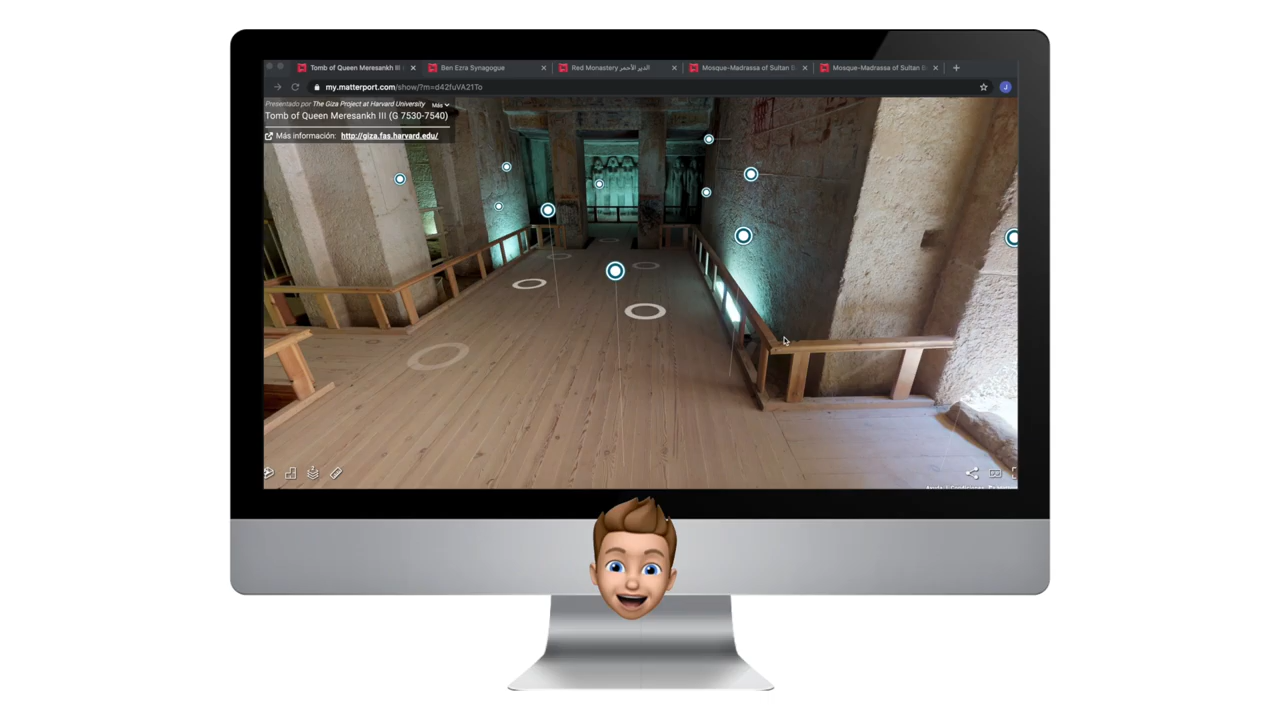 Tomb of Queen Meresankh III
Ben Ezra Synagogue
Red Monastery الدير الأحمر
Mosque-Madrassa of Sultan
Mosque-Madrassa of Sultan
my.matterport.com/show/?m=d42fuVA21To
J
Presentado por The Giza Project at Harvard University Más
Tomb of Queen Meresankh III (G 7530-7540)
Más información: http://giza.fas.harvard.edu/